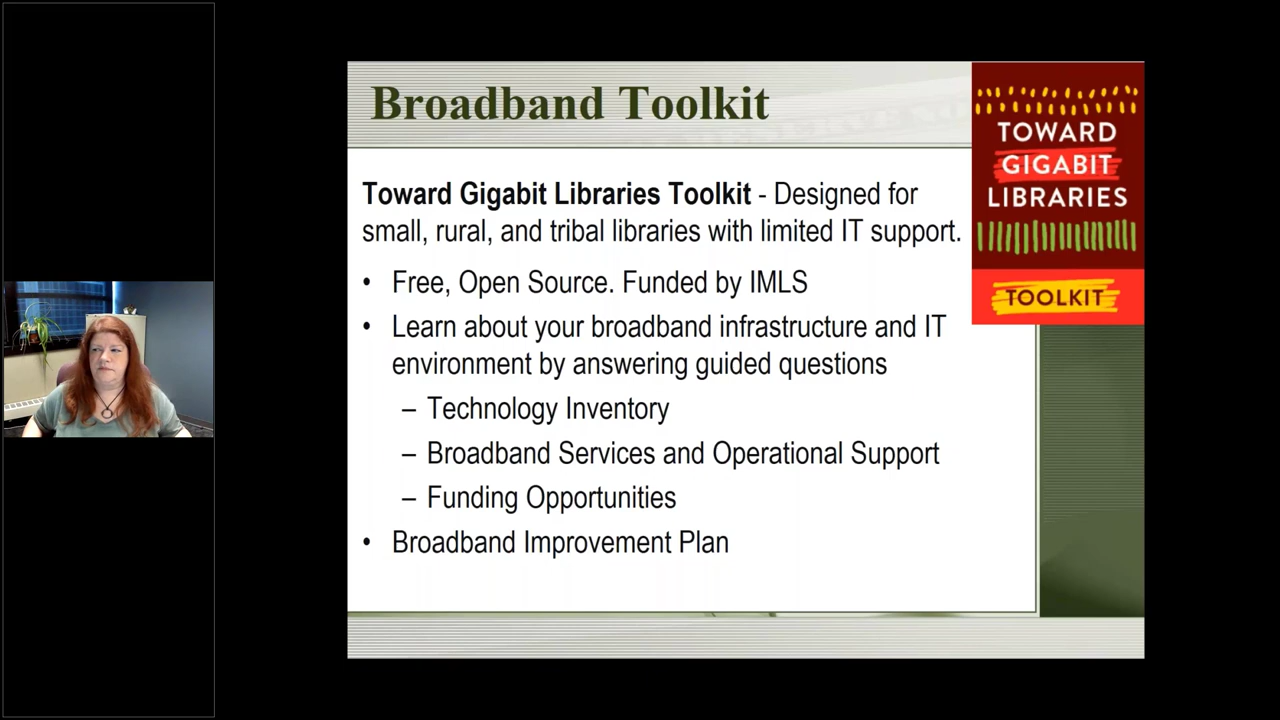 Broadband Toolkit
TOWARD
GIGABIT
LIBRARIES
TOOLKIT
Toward Gigabit Libraries Toolkit - Designed for
small, rural, and tribal libraries with limited IT support.
• Free, Open Source. Funded by IMLS
• Learn about your broadband infrastructure and IT
environment by answering guided questions
– Technology Inventory
– Broadband Services and Operational Support
– Funding Opportunities
• Broadband Improvement Plan